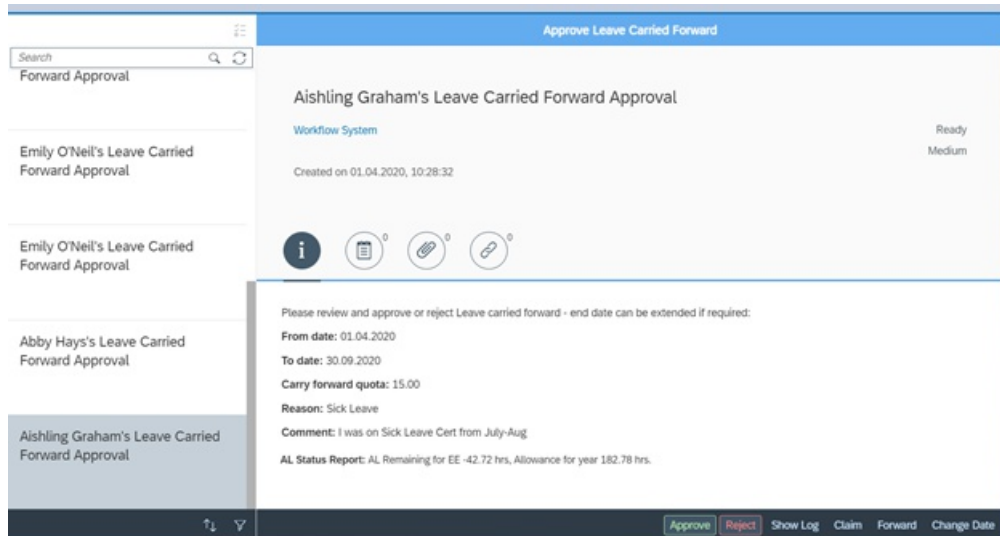 Approve Leave Carried Forward
Search
Forward Approval
Emily O'Neil's Leave Carried
Forward Approval
Emily O'Neil's Leave Carried
Forward Approval
Abby Hays's Leave Carried
Forward Approval
Aishling Graham's Leave Carried
Forward Approval
Aishling Graham's Leave Carried Forward Approval
Workflow System
Ready
Medium
Created on 01.04.2020, 10:28:32
i
0
0
0
Please review and approve or reject Leave carried forward - end date can be extended if required:
From date: 01.04.2020
To date: 30.09.2020
Carry forward quota: 15.00
Reason: Sick Leave
Comment: I was on Sick Leave Cert from July-Aug
AL Status Report: AL Remaining for EE -42.72 hrs, Allowance for year 182.78 hrs.
Approve Reject Show Log Claim Forward Change Date